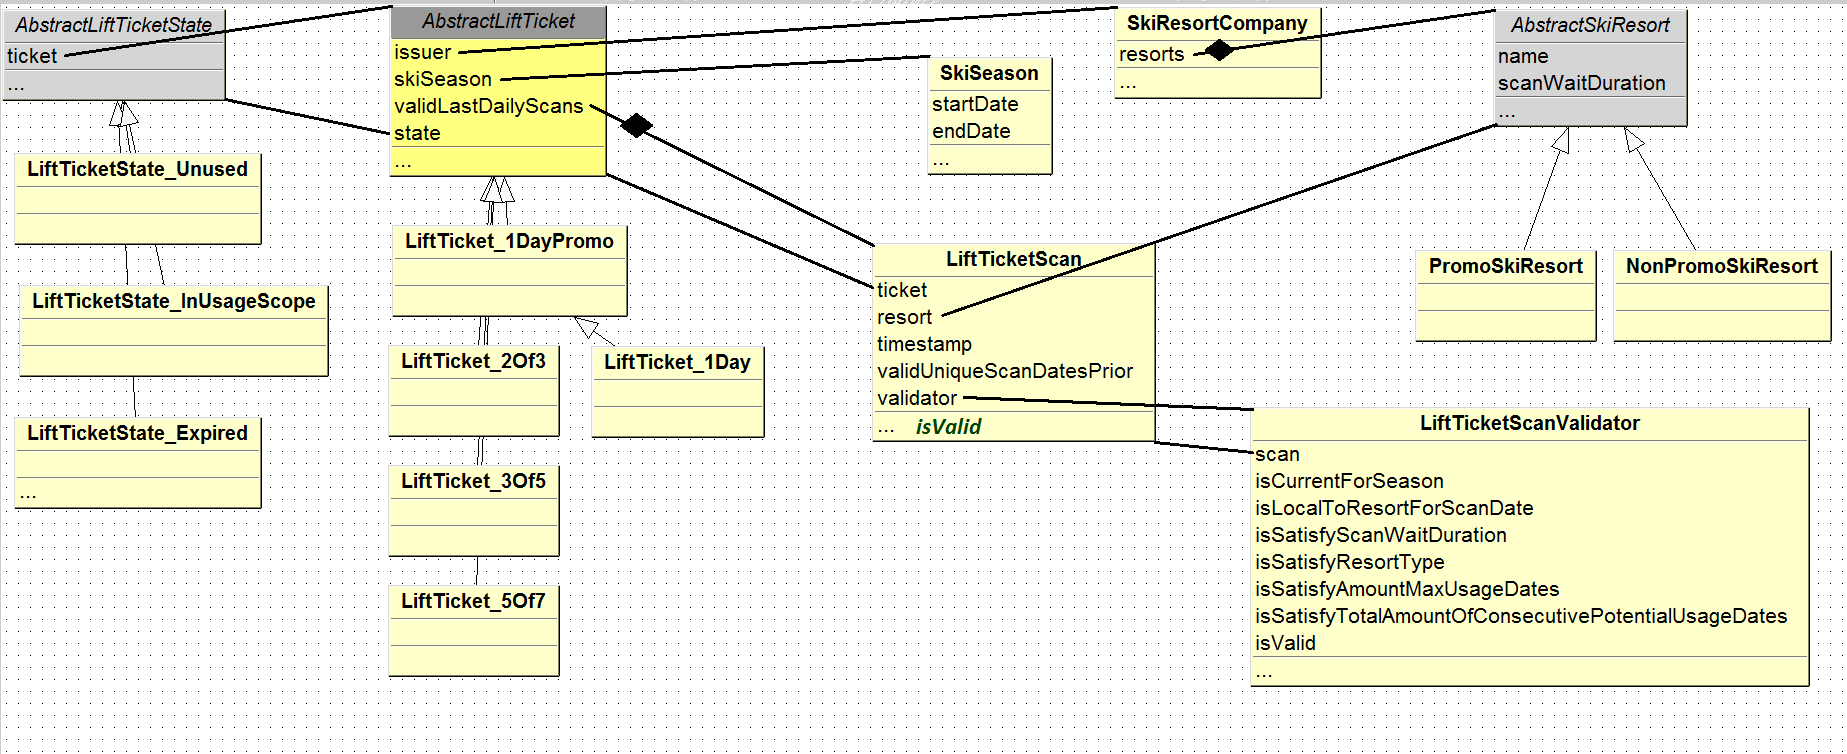 AbstractLiftTicketState
ticket
...
LiftTicketState_Unused
LiftTicketState_InUsageScope
LiftTicketState_Expired
...
AbstractLiftTicket
issuer
skiSeason
validLastDailyScans
state
...
LiftTicket_1DayPromo
LiftTicket_2Of3
LiftTicket_1Day
LiftTicket_3Of5
LiftTicket_5Of7
SkiSeason
startDate
endDate
...
SkiResortCompany
resorts
...
AbstractSkiResort
name
scanWaitDuration
...
PromoSkiResort
NonPromoSkiResort
LiftTicketScan
ticket
resort
timestamp
validUniqueScanDatesPrior
validator
... isValid
LiftTicketScanValidator
scan
isCurrentForSeason
isLocalToResortForScanDate
isSatisfyScanWaitDuration
isSatisfyResortType
isSatisfyAmountMaxUsageDates
isSatisfyTotalAmountOfConsecutivePotentialUsageDates
isValid
...